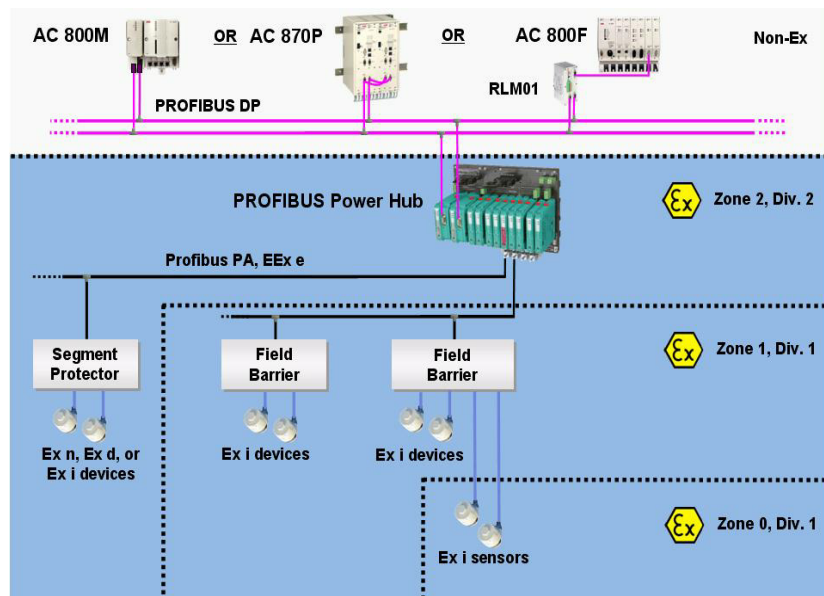 AC 800M OR AC 870P OR AC 800F Non-Ex
RLM01
PROFIBUS DP
PROFIBUS Power Hub
Ex Zone 2, Div. 2
Profibus PA, EEx e
Segment
Protector
Field
Barrier
Field
Barrier
Ex Zone 1, Div. 1
Ex n, Ex d, or
Ex i devices
Ex i devices
Ex i devices
Ex Zone 0, Div. 1
Ex i sensors